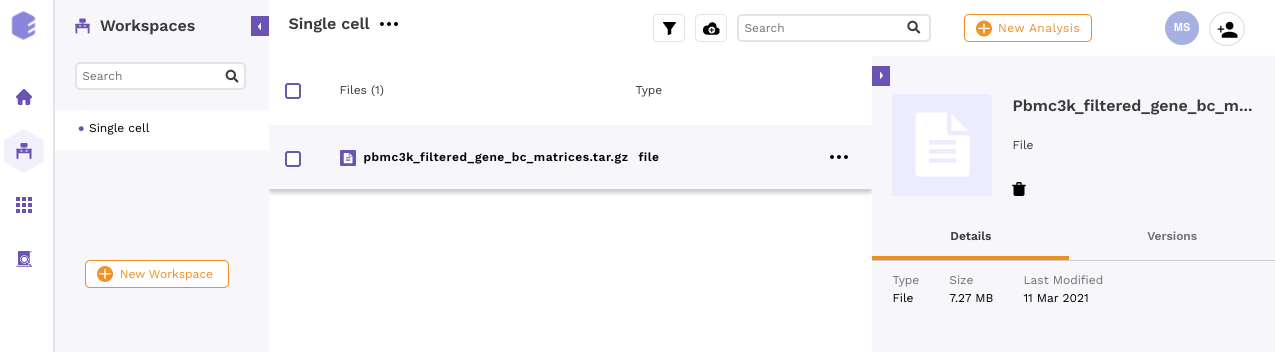 Workspaces
Search
Single cell
New Workspace
Single cell
Search
New Analysis
MS
Files (1)
Type
pbmc3k_filtered_gene_bc_matrices.tar.gz
file
Pbmc3k_filtered_gene_bc_m...
File
Details
Versions
Type
Size
Last Modified
File
7.27 MB
11 Mar 2021